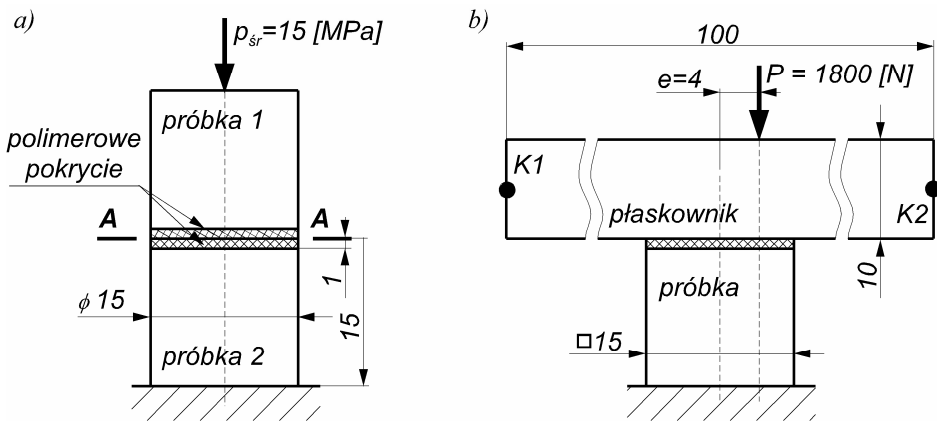 a)
pśr=15 [MPa]
próbka 1
polimerowe
pokrycie
A
A
1
15
ϕ 15
próbka 2
b)
100
e=4
P = 1800 [N]
K1
K2
płaskownik
10
próbka
□15